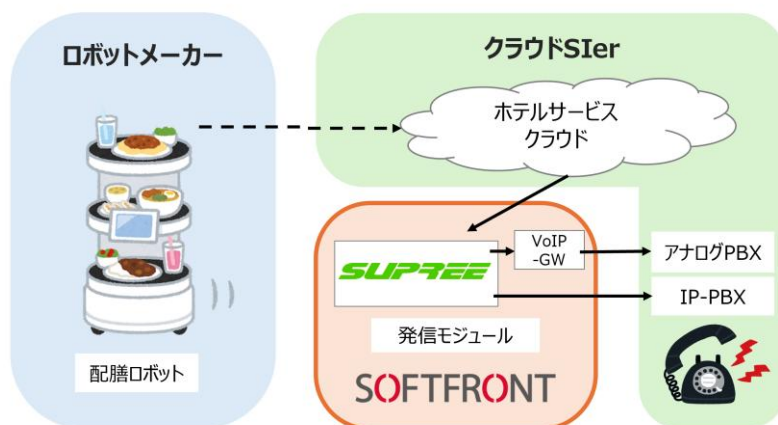 ロボットメーカー
配膳ロボット
クラウドSIer
ホテルサービス
クラウド
SUPREE
発信モジュール
VoIP
-GW
アナログPBX
IP-PBX
SOFTFRONT